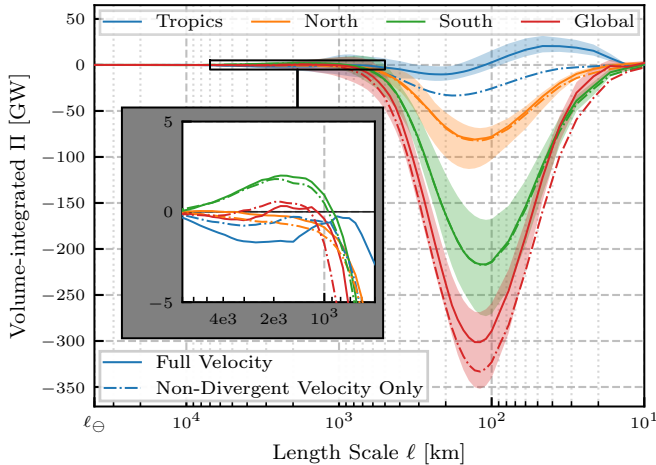 Tropics North South Global
Volume-integrated Π [GW]
50
0
−50
−100
−150
−200
−250
−300
−350
5
0
−5
4e3 2e3 10³
Full Velocity
Non-Divergent Velocity Only
ℓ⊖ 10⁴ 10³ 10² 10¹
Length Scale ℓ [km]